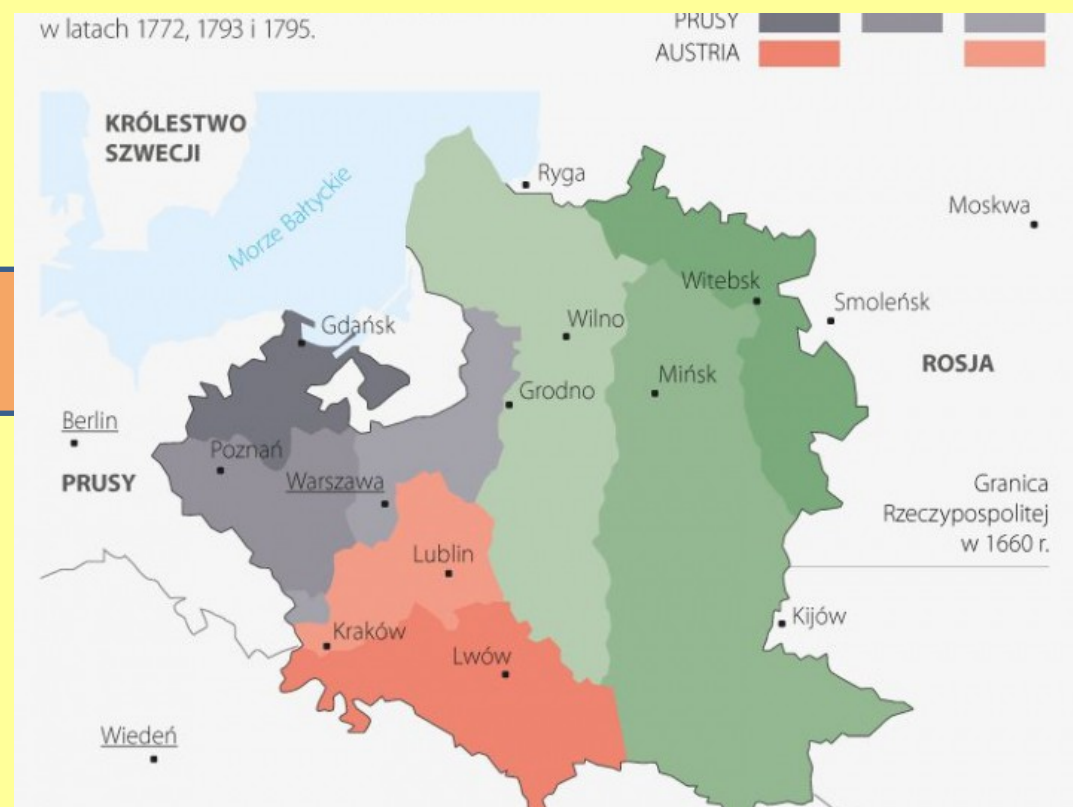 w latach 1772, 1793 i 1795.
PRUSY
AUSTRIA
KRÓLESTWO
SZWECJI
Morze Bałtyckie
Ryga
Moskwa
Witebsk
Smoleńsk
Gdańsk
Wilno
ROSJA
Mińsk
Grodno
Berlin
Poznań
PRUSY
Warszawa
Granica
Rzeczypospolitej
w 1660 r.
Lublin
Kijów
Kraków
Lwów
Wiedeń